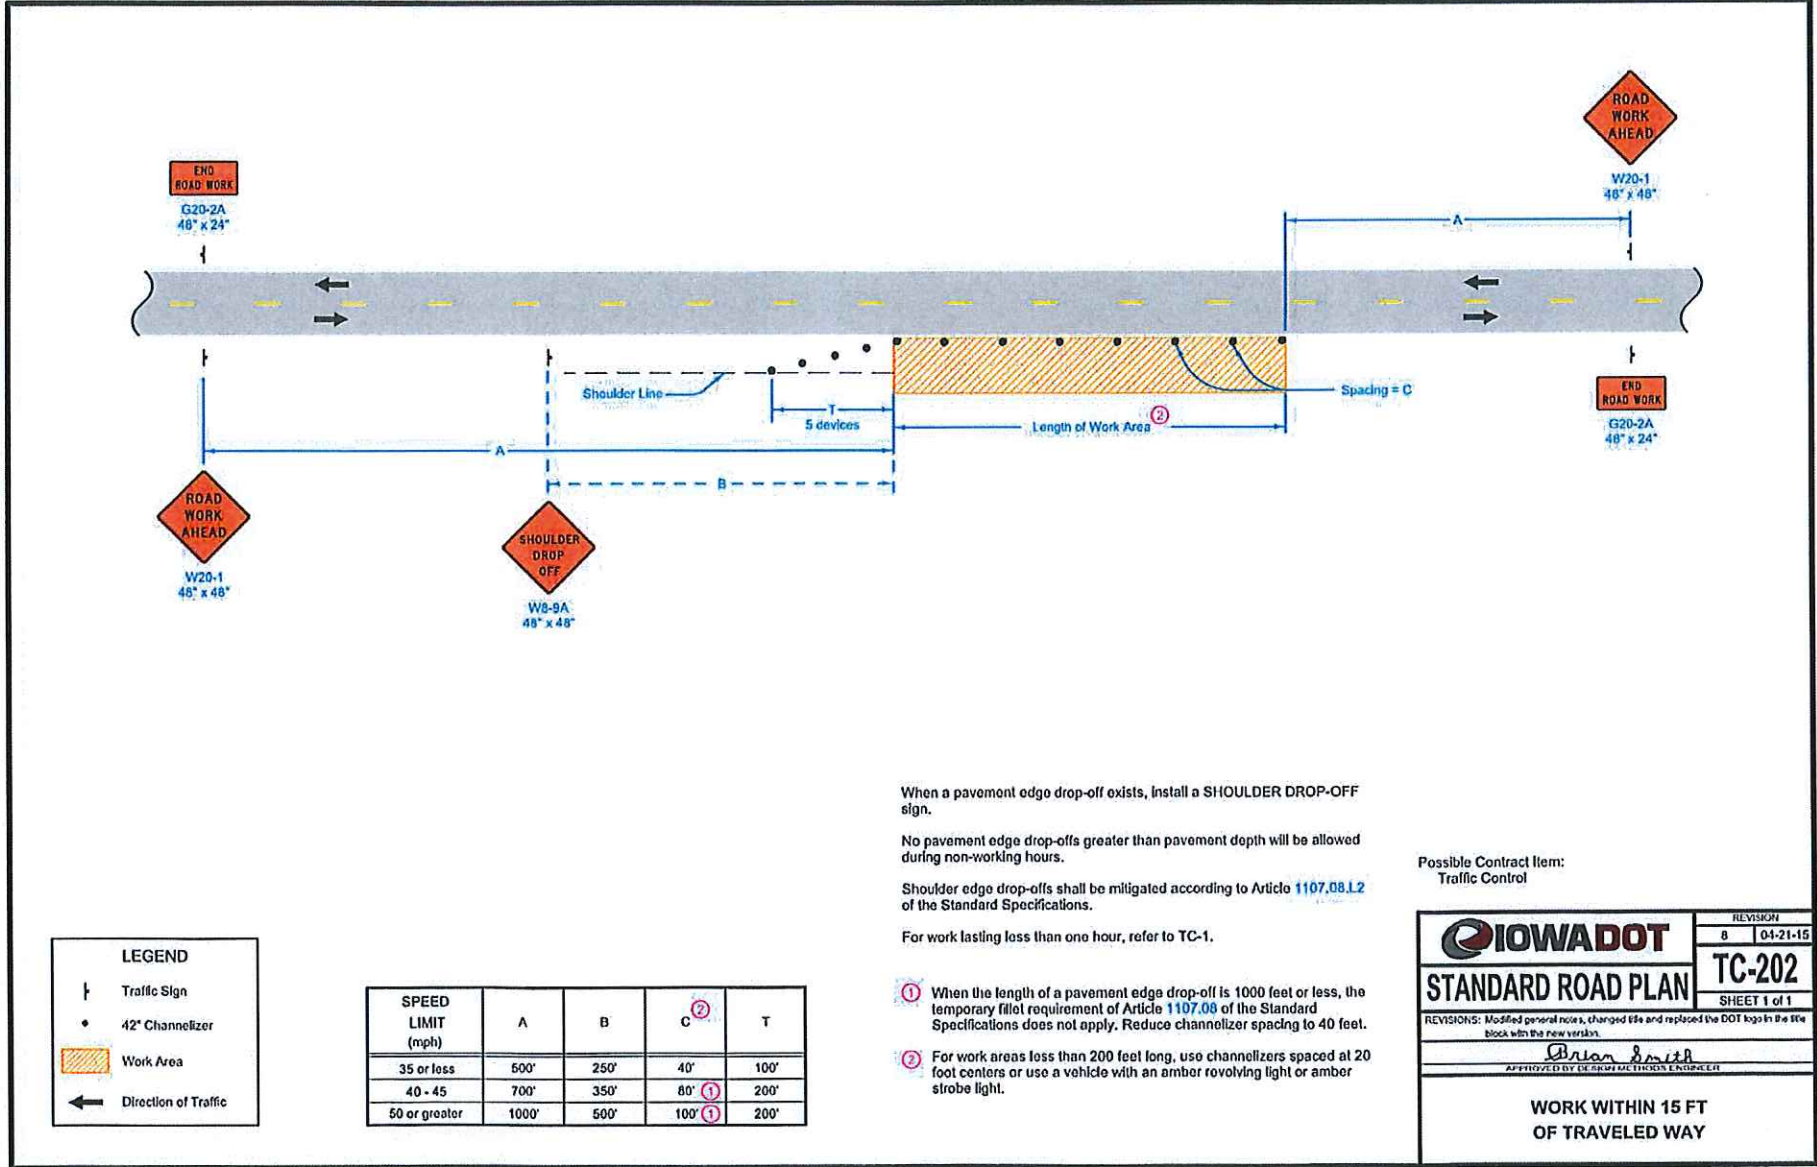 ROAD
WORK
AHEAD
W20-1
48" x 48"
END
ROAD WORK
G20-2A
48" x 24"
A
Shoulder Line
T
5 devices
Length of Work Area ②
Spacing = C
END
ROAD WORK
G20-2A
48" x 24"
A
B
ROAD
WORK
AHEAD
W20-1
48" x 48"
SHOULDER
DROP
OFF
W8-9A
48" x 48"
When a pavement edge drop-off exists, install a SHOULDER DROP-OFF
sign.
No pavement edge drop-offs greater than pavement depth will be allowed
during non-working hours.
Shoulder edge drop-offs shall be mitigated according to Article 1107.08.L2
of the Standard Specifications.
For work lasting less than one hour, refer to TC-1.
① When the length of a pavement edge drop-off is 1000 feet or less, the
temporary fillet requirement of Article 1107.08 of the Standard
Specifications does not apply. Reduce channelizer spacing to 40 feet.
② For work areas less than 200 feet long, use channelizers spaced at 20
foot centers or use a vehicle with an amber revolving light or amber
strobe light.
LEGEND
Traffic Sign
42" Channelizer
Work Area
Direction of Traffic
SPEED LIMIT (mph) A B C ② T
35 or less 500' 250' 40' 100'
40 - 45 700' 350' 80' ① 200'
50 or greater 1000' 500' 100' ① 200'
Possible Contract Item:
Traffic Control
IOWADOT
REVISION
8 04-21-15
STANDARD ROAD PLAN
TC-202
SHEET 1 of 1
REVISIONS: Modified general notes, changed title and replaced the DOT logo in the title
block with the new version.
Brian Smith
APPROVED BY DESIGN METHODS ENGINEER
WORK WITHIN 15 FT
OF TRAVELED WAY